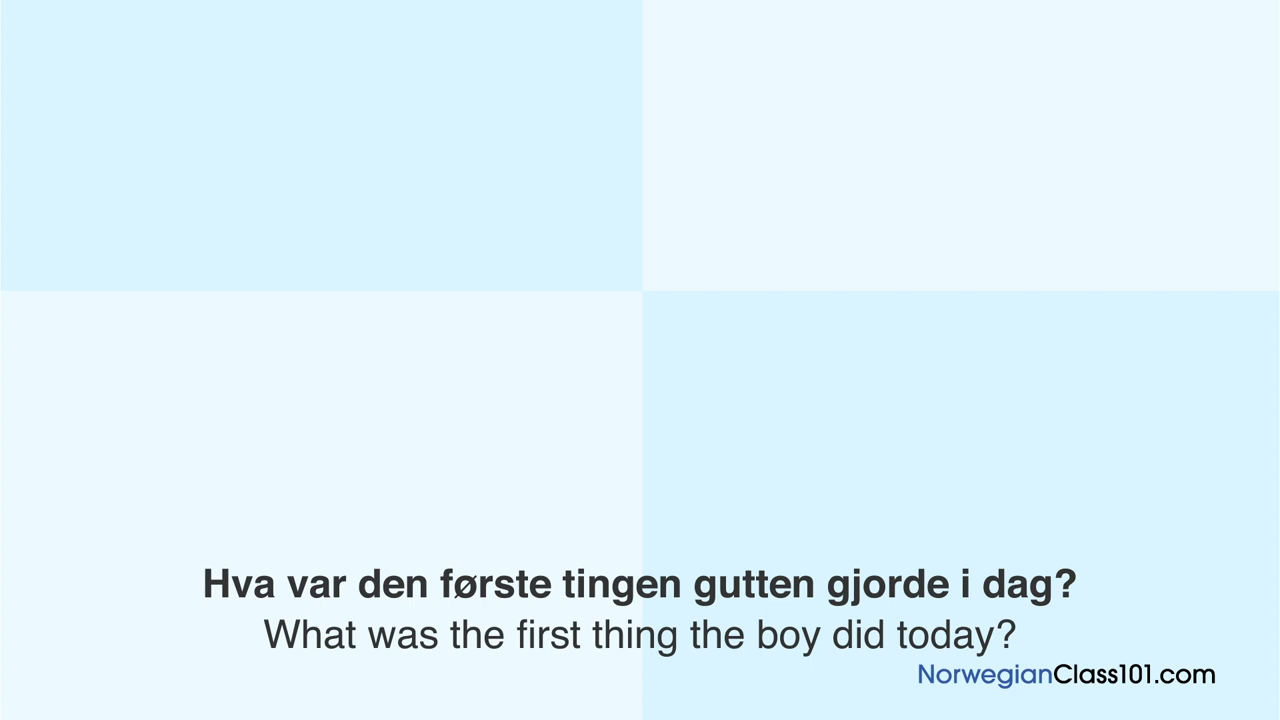 Hva var den første tingen gutten gjorde i dag?
What was the first thing the boy did today?
NorwegianClass101.com